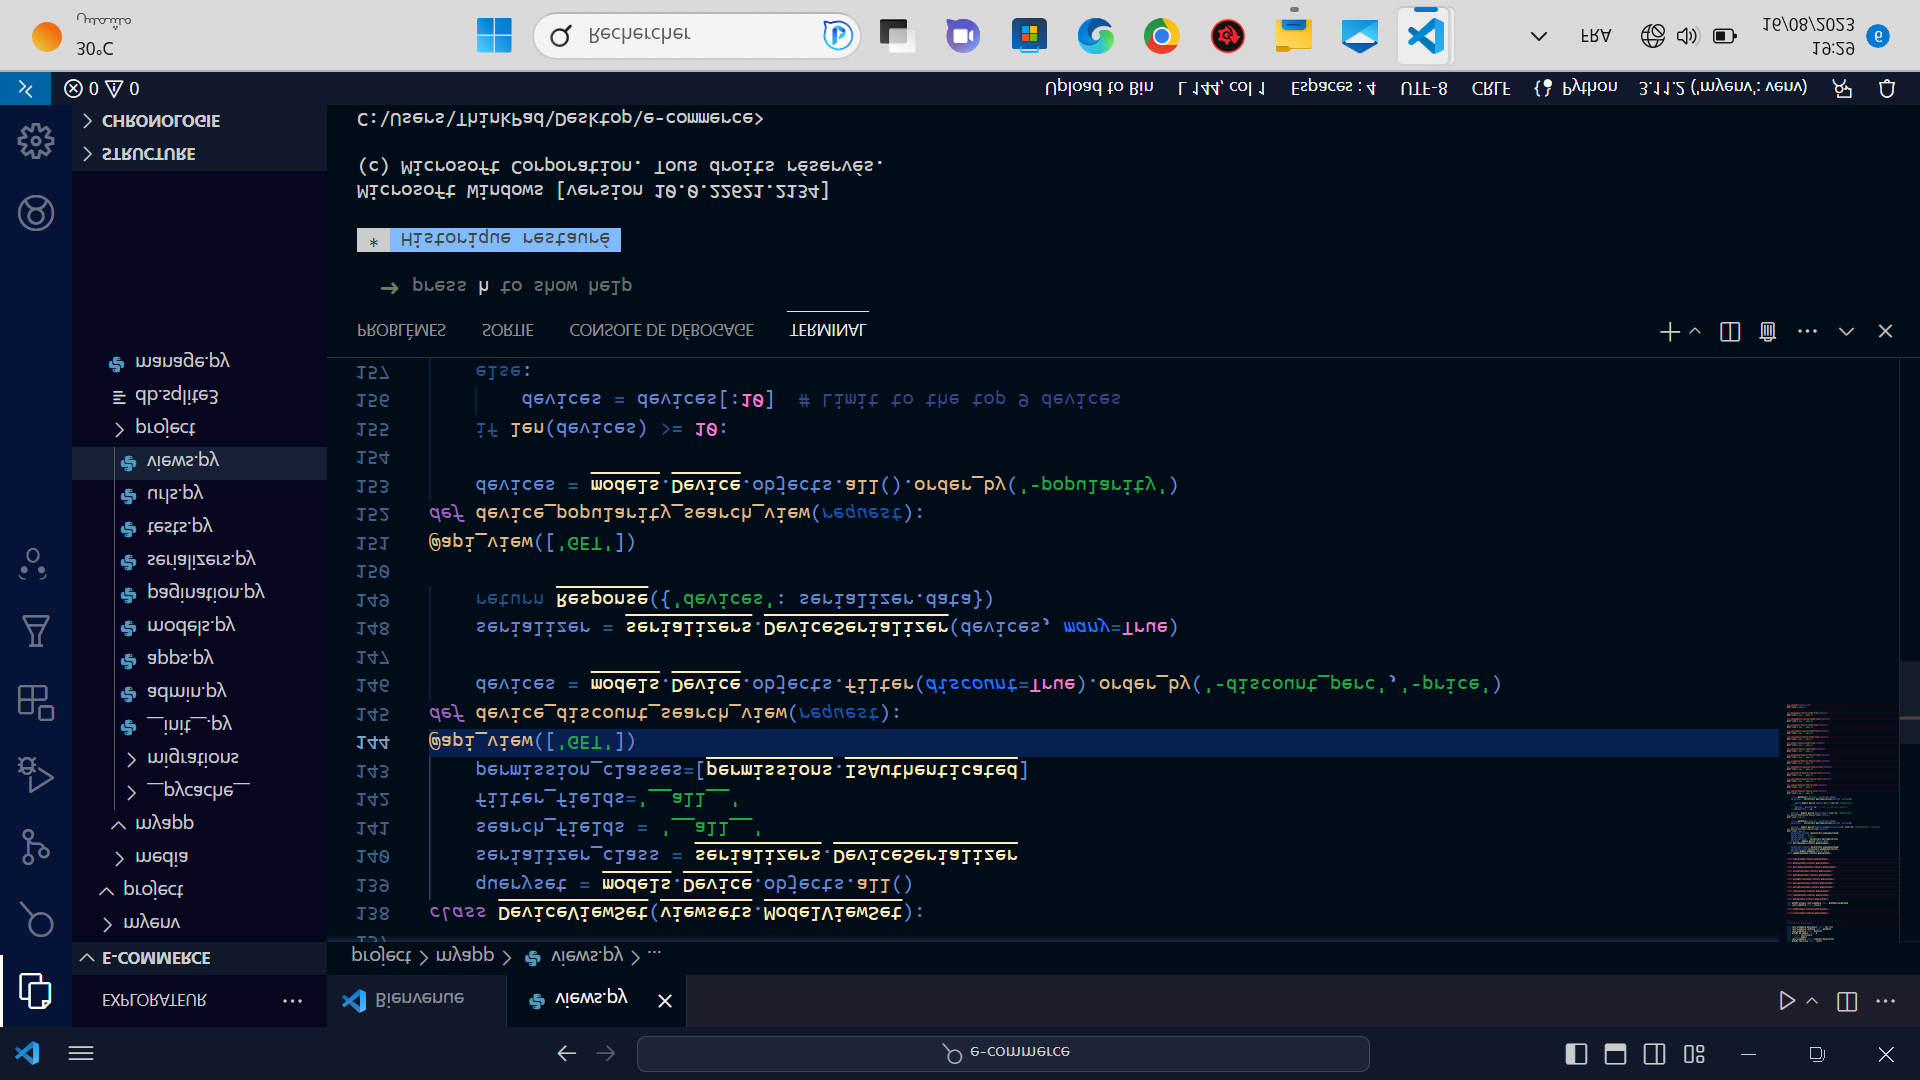 e-commerce
EXPLORATEUR
Bienvenue
views.py
E-COMMERCE
myenv
project
media
myapp
__pycache__
migrations
__init__.py
admin.py
apps.py
models.py
pagination.py
serializers.py
tests.py
urls.py
views.py
project
db.sqlite3
manage.py
STRUCTURE
CHRONOLOGIE
project > myapp > views.py > ...
138 class DeviceViewSet(viewsets.ModelViewSet):
139 queryset = models.Device.objects.all()
140 serializer_class = serializers.DeviceSerializer
141 search_fields = '__all__'
142 filter_fields='__all__'
143 permission_classes=[permissions.IsAuthenticated]
144 @api_view(['GET'])
145 def device_discount_search_view(request):
146 devices = models.Device.objects.filter(discount=True).order_by('-discount_perc','-price')
147
148 serializer = serializers.DeviceSerializer(devices, many=True)
149 return Response({'devices': serializer.data})
150
151 @api_view(['GET'])
152 def device_popularity_search_view(request):
153 devices = models.Device.objects.all().order_by('-popularity')
154
155 if len(devices) >= 10:
156 devices = devices[:10]  # Limit to the top 9 devices
157 else:
PROBLÈMES SORTIE CONSOLE DE DÉBOGAGE TERMINAL
➜ press h to show help
* Historique restauré
Microsoft Windows [version 10.0.22621.2134]
(c) Microsoft Corporation. Tous droits réservés.
C:\Users\ThinkPad\Desktop\e-commerce>
0 0 Upload to Bin L 144, col 1 Espaces : 4 UTF-8 CRLF Python 3.11.2 ('myenv': venv)
30°C
مشمس
Rechercher
FRA
19:29
16/08/2023
6